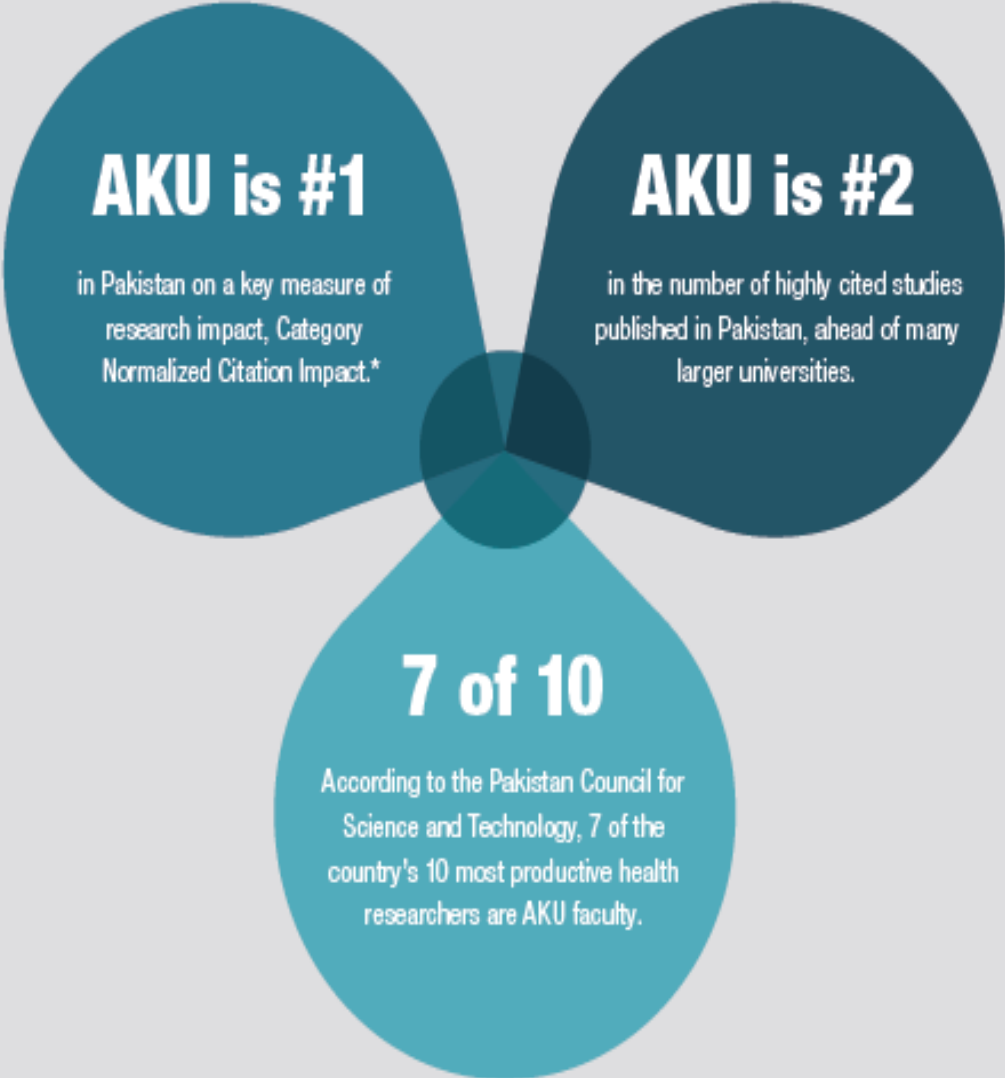 AKU is #1
in Pakistan on a key measure of
research impact, Category
Normalized Citation Impact.*
AKU is #2
in the number of highly cited studies
published in Pakistan, ahead of many
larger universities.
7 of 10
According to the Pakistan Council for
Science and Technology, 7 of the
country's 10 most productive health
researchers are AKU faculty.